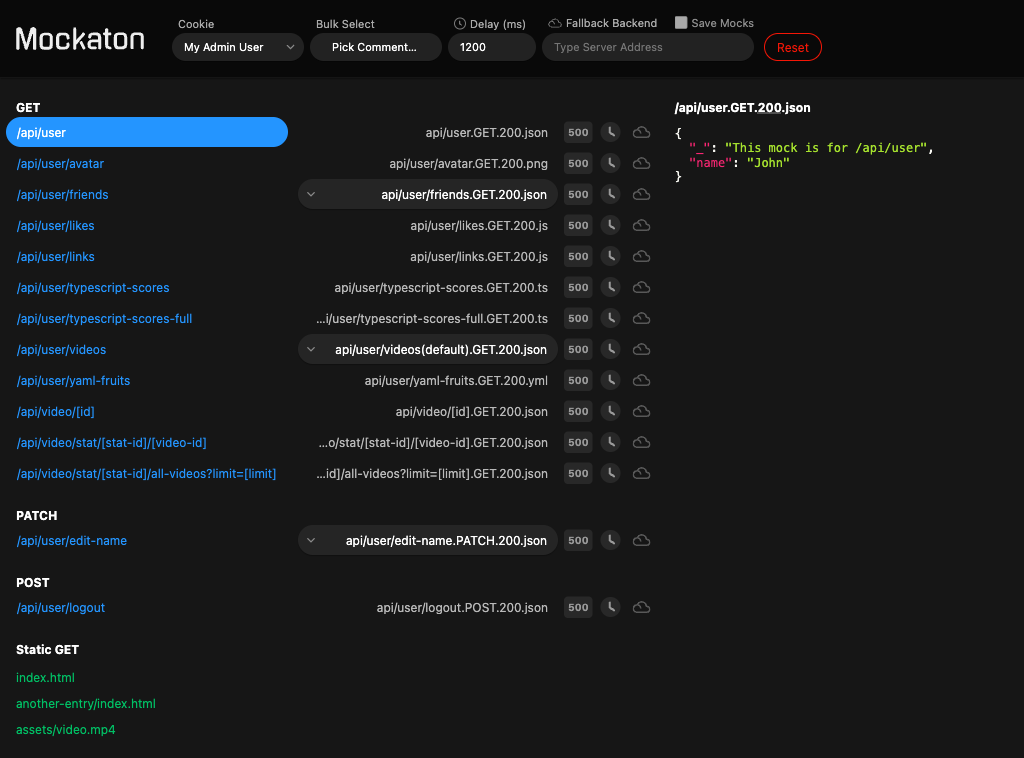 Mockaton
Cookie
My Admin User
Bulk Select
Pick Comment...
Delay (ms)
1200
Fallback Backend
Save Mocks
Type Server Address
Reset
GET
/api/user api/user.GET.200.json 500
/api/user/avatar api/user/avatar.GET.200.png 500
/api/user/friends api/user/friends.GET.200.json 500
/api/user/likes api/user/likes.GET.200.js 500
/api/user/links api/user/links.GET.200.js 500
/api/user/typescript-scores api/user/typescript-scores.GET.200.ts 500
/api/user/typescript-scores-full ...i/user/typescript-scores-full.GET.200.ts 500
/api/user/videos api/user/videos(default).GET.200.json 500
/api/user/yaml-fruits api/user/yaml-fruits.GET.200.yml 500
/api/video/[id] api/video/[id].GET.200.json 500
/api/video/stat/[stat-id]/[video-id] ...o/stat/[stat-id]/[video-id].GET.200.json 500
/api/video/stat/[stat-id]/all-videos?limit=[limit] ...id]/all-videos?limit=[limit].GET.200.json 500
PATCH
/api/user/edit-name api/user/edit-name.PATCH.200.json 500
POST
/api/user/logout api/user/logout.POST.200.json 500
Static GET
index.html
another-entry/index.html
assets/video.mp4
/api/user.GET.200.json
{
"_": "This mock is for /api/user",
"name": "John"
}